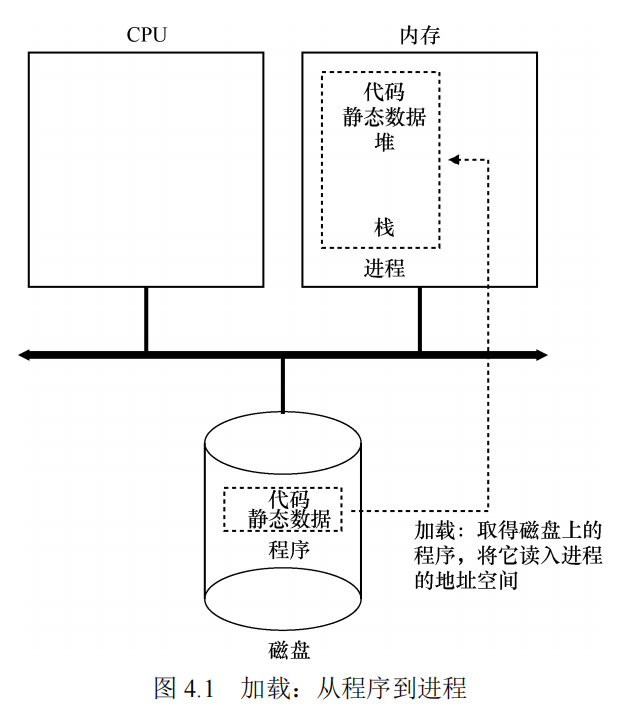 CPU
内存
代码
静态数据
堆
栈
进程
代码
静态数据
程序
加载：取得磁盘上的
程序，将它读入进程
的地址空间
磁盘
图 4.1 加载：从程序到进程